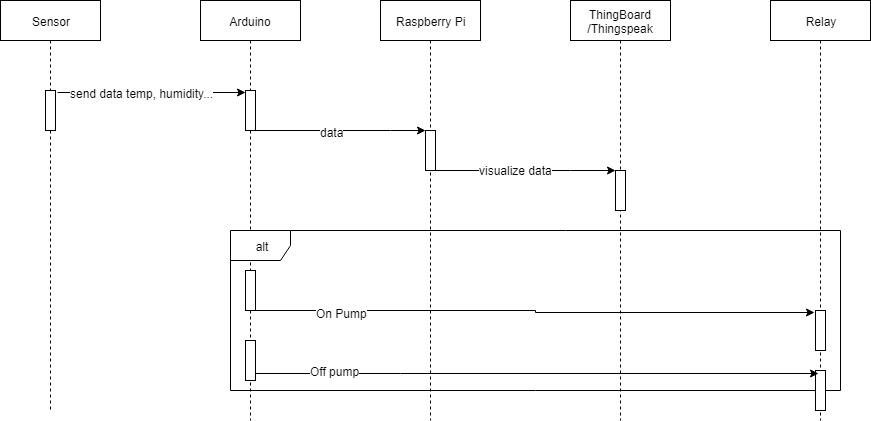 Sensor
Arduino
Raspberry Pi
ThingBoard
/Thingspeak
Relay
send data temp, humidity...
data
visualize data
alt
On Pump
Off pump